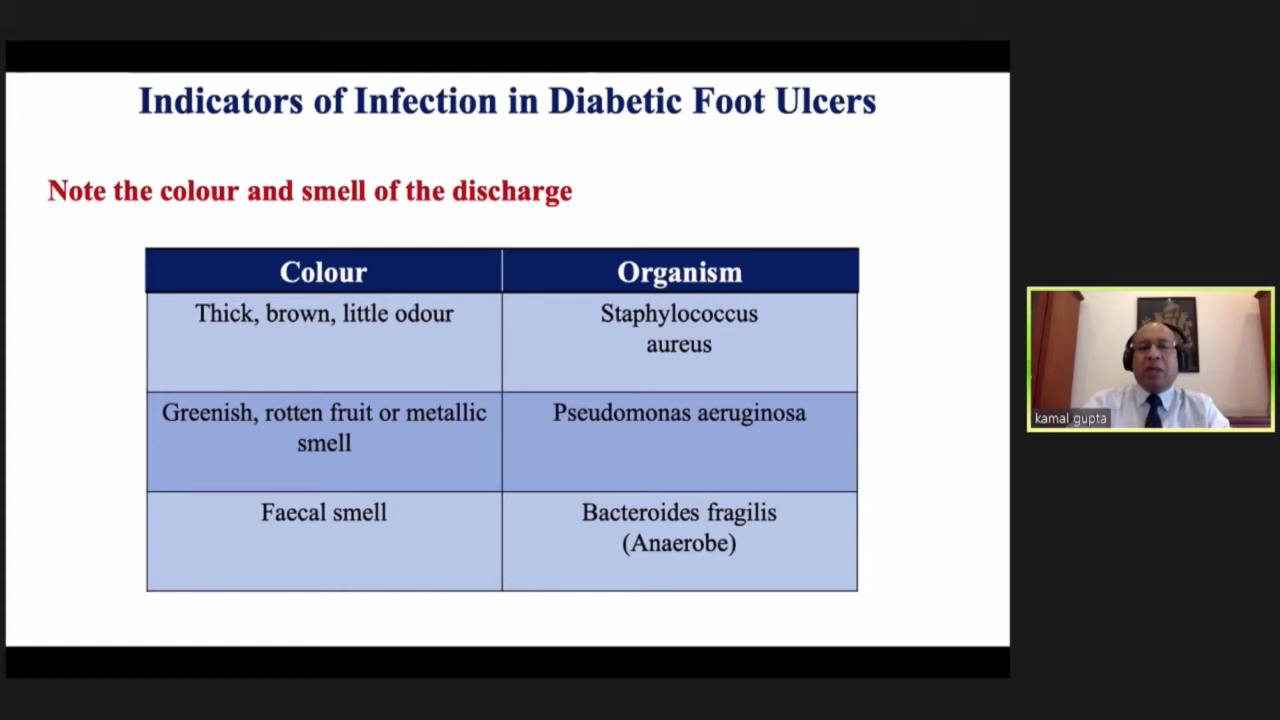 Indicators of Infection in Diabetic Foot Ulcers
Note the colour and smell of the discharge
Colour
Organism
Thick, brown, little odour
Staphylococcus
aureus
Greenish, rotten fruit or metallic
smell
Pseudomonas aeruginosa
Faecal smell
Bacteroides fragilis
(Anaerobe)
kamal gupta